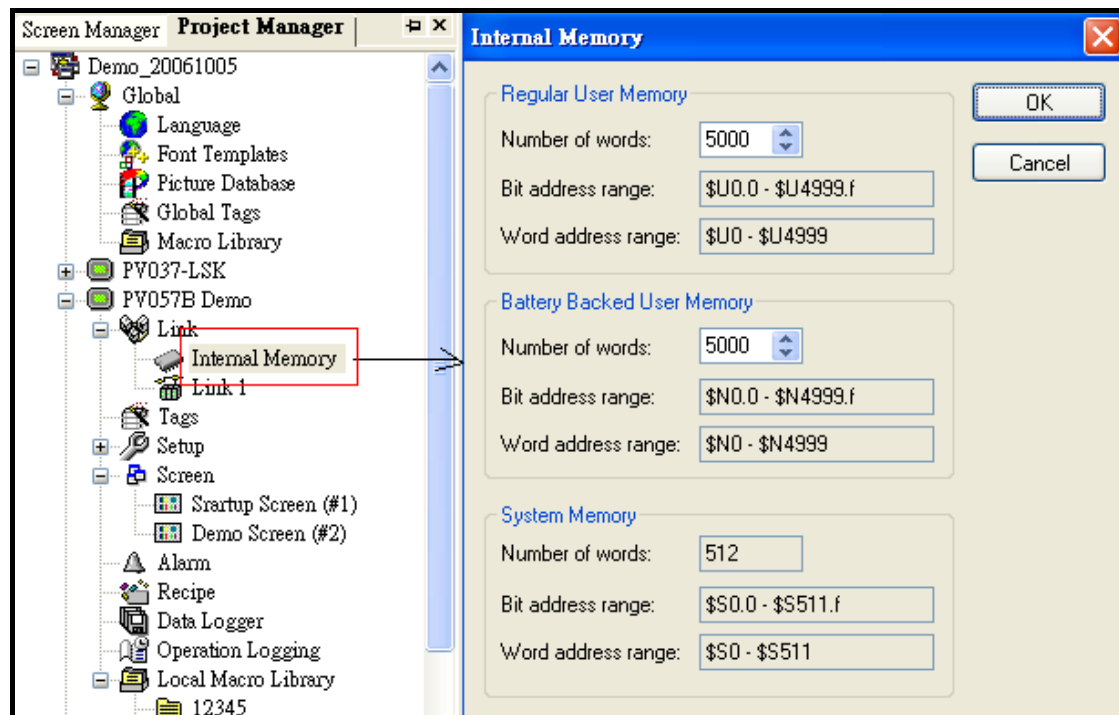 Screen Manager Project Manager
Demo_20061005
Global
Language
Font Templates
Picture Database
Global Tags
Macro Library
PV037-LSK
PV057B Demo
Link
Internal Memory
Link 1
Tags
Setup
Screen
Srartup Screen (#1)
Demo Screen (#2)
Alarm
Recipe
Data Logger
Operation Logging
Local Macro Library
12345
Internal Memory
Regular User Memory
Number of words: 5000
Bit address range: $U0.0 - $U4999.f
Word address range: $U0 - $U4999
Battery Backed User Memory
Number of words: 5000
Bit address range: $N0.0 - $N4999.f
Word address range: $N0 - $N4999
System Memory
Number of words: 512
Bit address range: $S0.0 - $S511.f
Word address range: $S0 - $S511
OK
Cancel